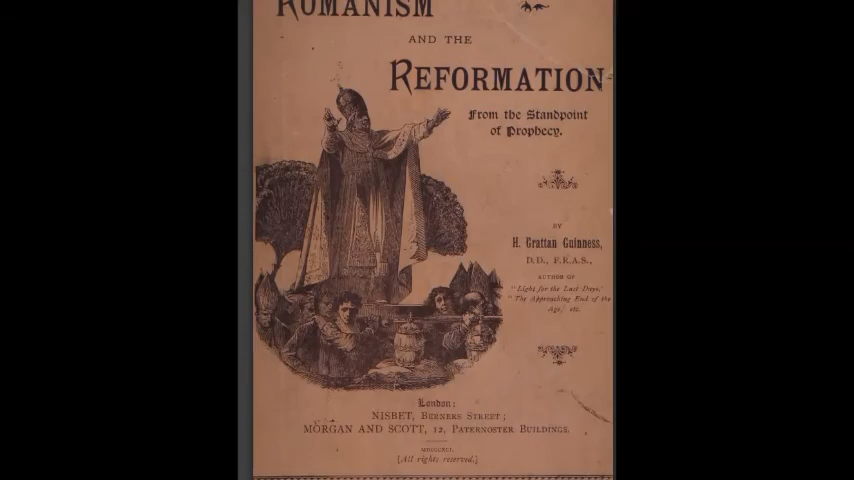 ROMANISM
AND THE
REFORMATION
From the Standpoint
of Prophecy.
BY
H. Grattan Guinness,
D.D., F.R.A.S.,
AUTHOR OF
"Light for the Last Days,"
"The Approaching End of the
Age, etc.
London:
NISBET, BERNERS STREET;
MORGAN AND SCOTT, 12, PATERNOSTER BUILDINGS.
MDCCCXCI.
[All rights reserved.]